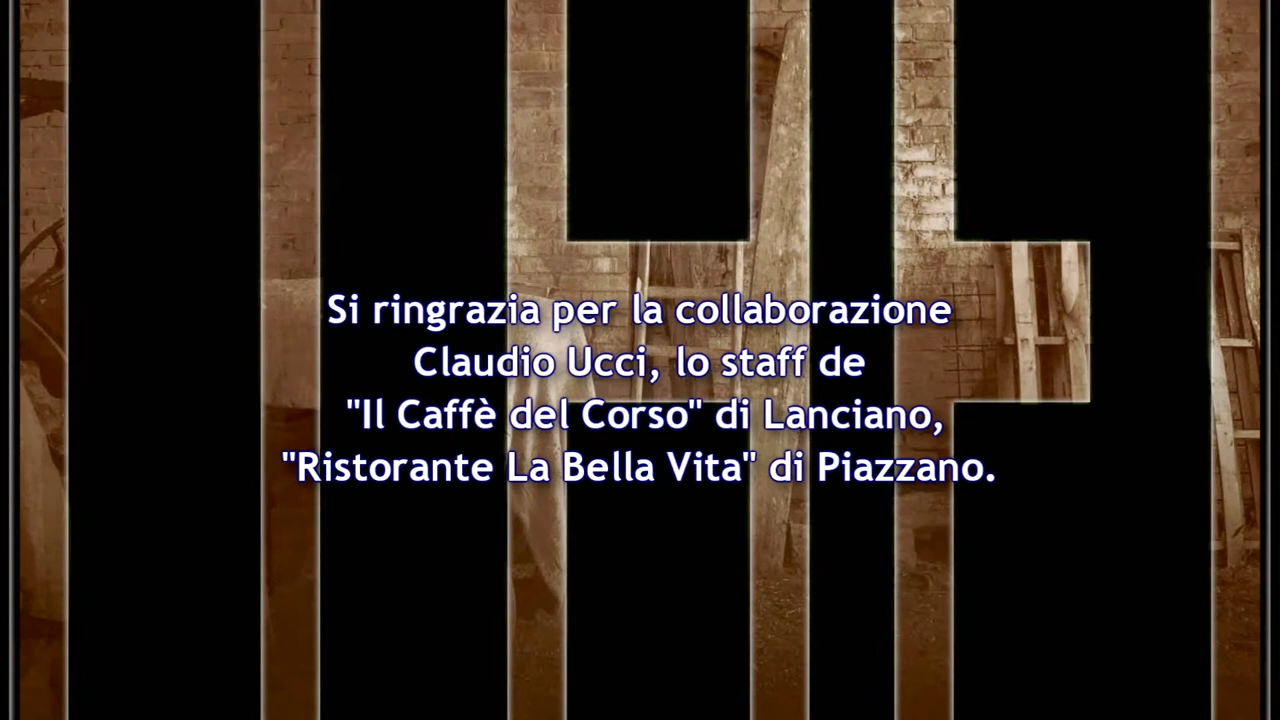 Si ringrazia per la collaborazione
Claudio Ucci, lo staff de
"Il Caffè del Corso" di Lanciano,
"Ristorante La Bella Vita" di Piazzano.